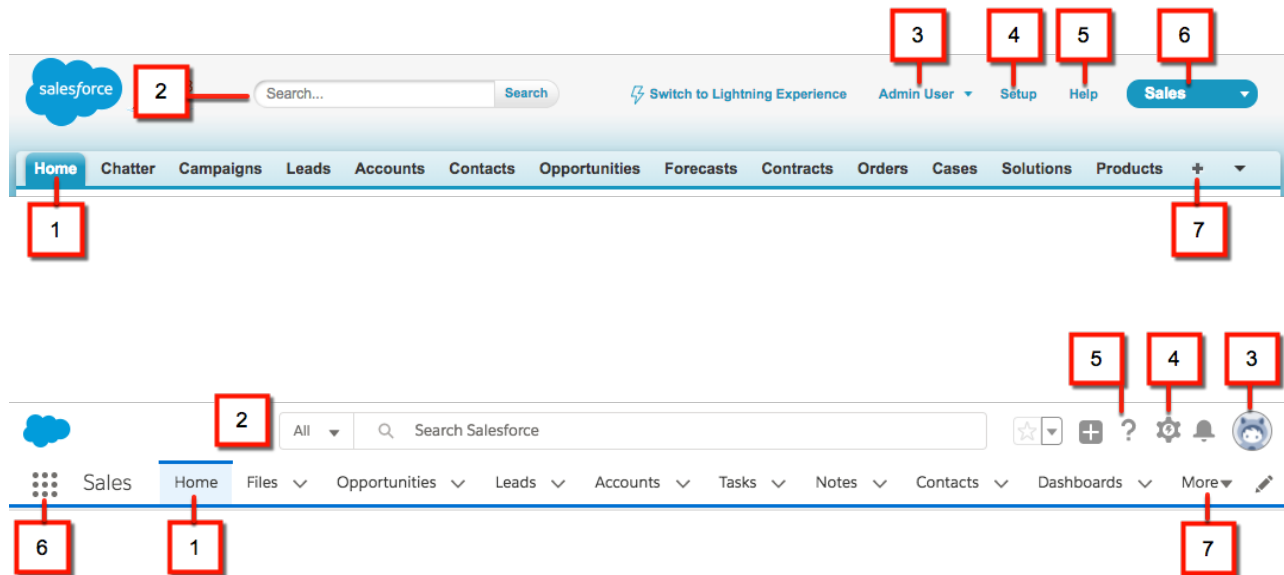 3 4 5 6
salesforce
2
Search... Search
Switch to Lightning Experience
Admin User Setup Help Sales
Home Chatter Campaigns Leads Accounts Contacts Opportunities Forecasts Contracts Orders Cases Solutions Products +
1 7
5 4 3
2
All Search Salesforce ?
Sales Home Files Opportunities Leads Accounts Tasks Notes Contacts Dashboards More
6 1 7